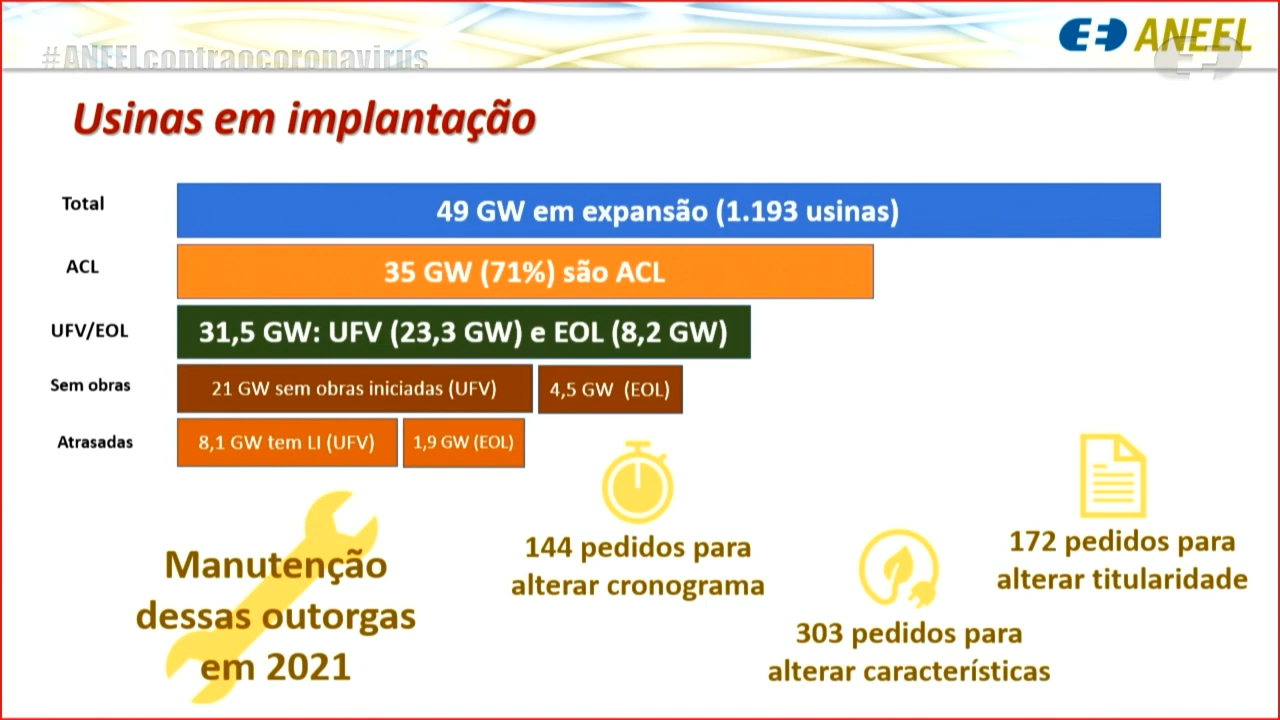 #ANEELcontraocoronavirus
ANEEL
Usinas em implantação
Total
49 GW em expansão (1.193 usinas)
ACL
35 GW (71%) são ACL
UFV/EOL
31,5 GW: UFV (23,3 GW) e EOL (8,2 GW)
Sem obras
21 GW sem obras iniciadas (UFV)
4,5 GW (EOL)
Atrasadas
8,1 GW tem LI (UFV)
1,9 GW (EOL)
Manutenção
dessas outorgas
em 2021
144 pedidos para
alterar cronograma
303 pedidos para
alterar características
172 pedidos para
alterar titularidade